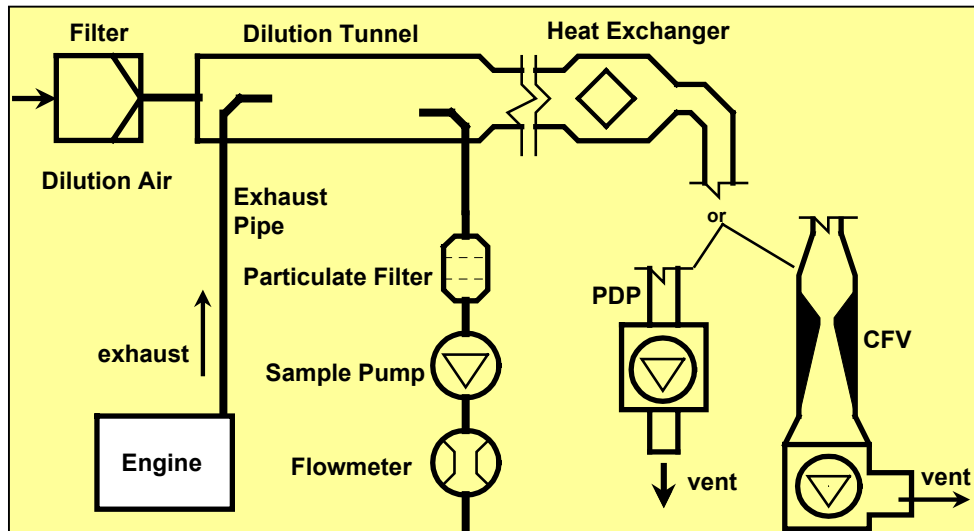 Filter
Dilution Tunnel
Heat Exchanger
Dilution Air
Exhaust
Pipe
or
Particulate Filter
PDP
exhaust
Sample Pump
CFV
Engine
Flowmeter
vent
vent